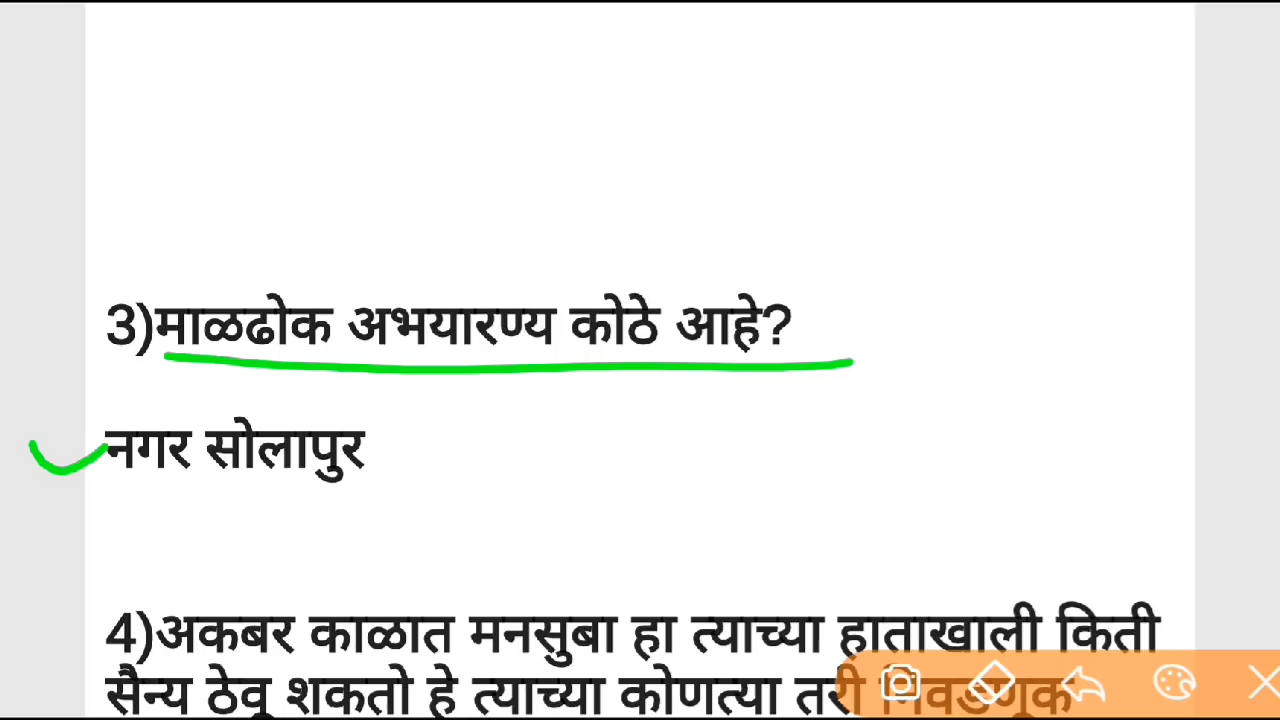 3)माळढोक अभयारण्य कोठे आहे?
नगर सोलापुर
4)अकबर काळात मनसुबा हा त्याच्या हाताखाली किती
सैन्य ठेवू शकतो हे त्याच्या कोणत्या तरी